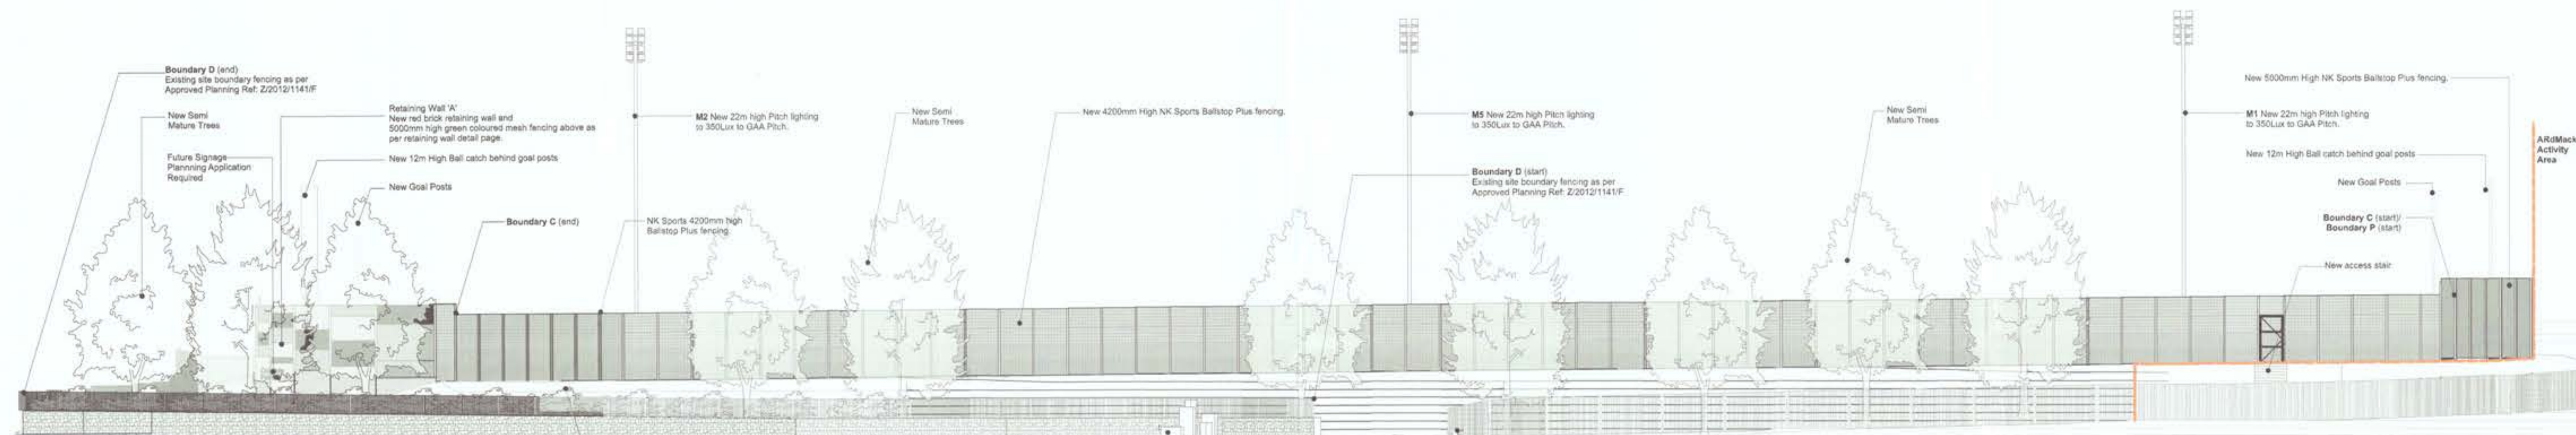 Boundary D (end)
Existing site boundary fencing as per
Approved Planning Ref: Z/2012/1141/F
New Semi
Mature Trees
Future Signage
Plannning Application
Required
Retaining Wall 'A'
New red brick retaining wall and
5000mm high green coloured mesh fencing above as
per retaining wall detail page.
New 12m High Ball catch behind goal posts
New Goal Posts
Boundary C (end)
NK Sports 4200mm high
Ballstop Plus fencing.
M2 New 22m high Pitch lighting
to 350Lux to GAA Pitch.
New Semi
Mature Trees
New 4200mm High NK Sports Ballstop Plus fencing.
M5 New 22m high Pitch lighting
to 350Lux to GAA Pitch.
Boundary D (start)
Existing site boundary fencing as per
Approved Planning Ref: Z/2012/1141/F
New Semi
Mature Trees
New 5000mm High NK Sports Ballstop Plus fencing.
M1 New 22m high Pitch lighting
to 350Lux to GAA Pitch.
New 12m High Ball catch behind goal posts
New Goal Posts
Boundary C (start)/
Boundary P (start)
New access stair
ARdMack
Activity
Area